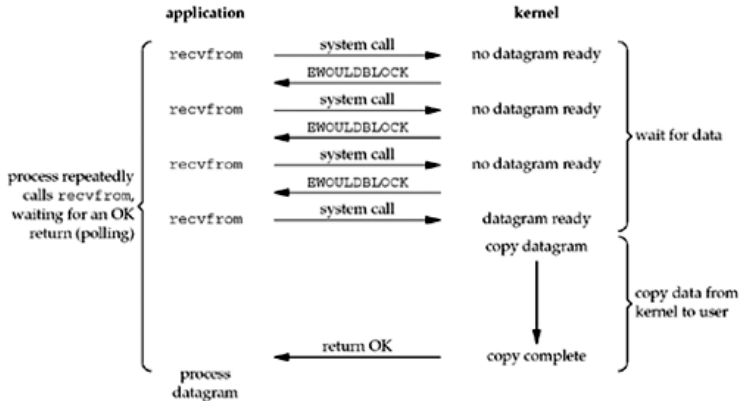 application kernel
recvfrom system call no datagram ready
EWOULDBLOCK
recvfrom system call no datagram ready
EWOULDBLOCK
recvfrom system call no datagram ready
EWOULDBLOCK
recvfrom system call datagram ready
wait for data
process repeatedly
calls recvfrom,
waiting for an OK
return (polling)
copy datagram
copy data from
kernel to user
return OK copy complete
process
datagram